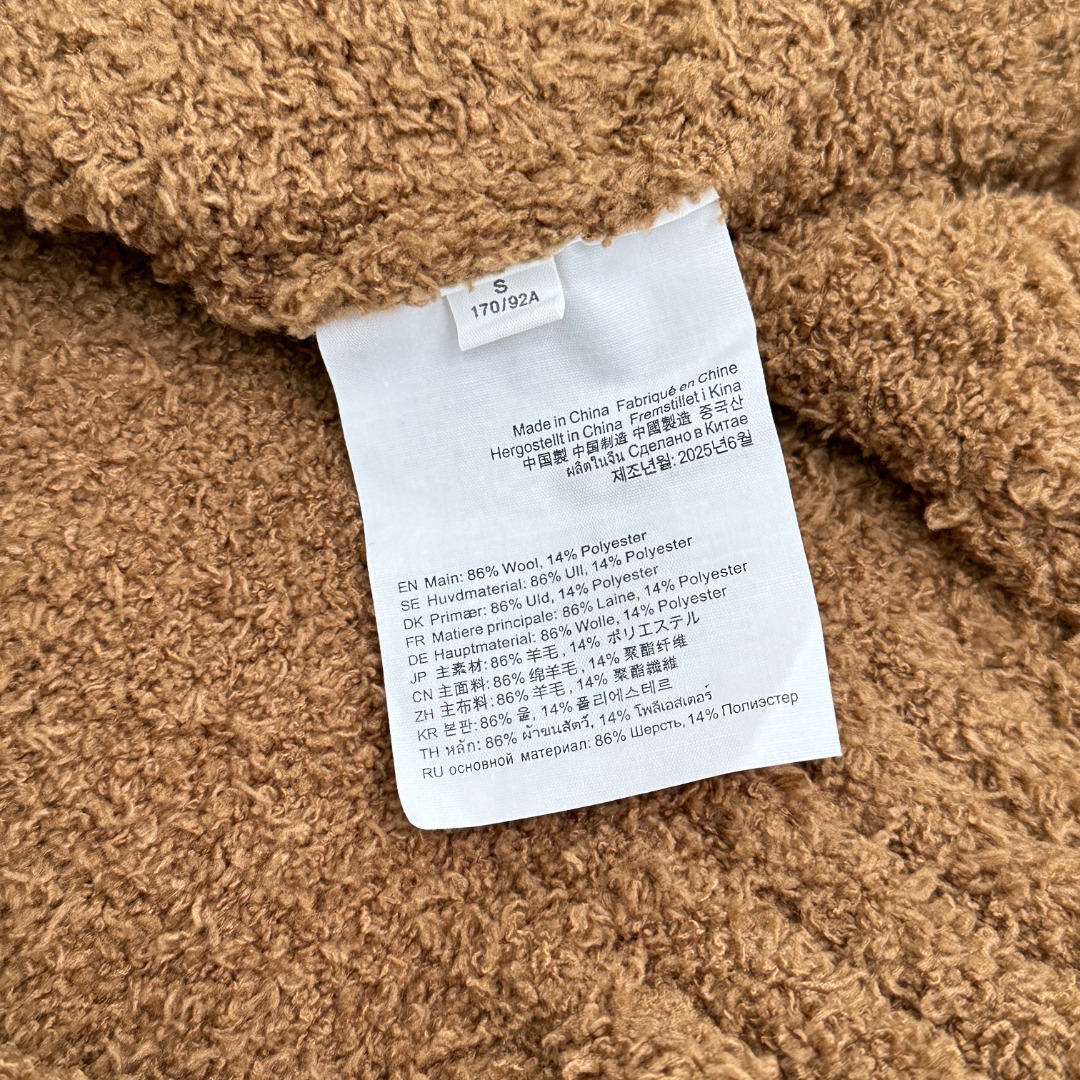 S
170/92A
Made in China Fabriqué en Chine
Hergostellt in China Fremstillet i Kina
中国製 中国制造 中國製造 중국산
ผลิตในจีน Сделано в Китае
제조년월: 2025년6월
EN Main: 86% Wool, 14% Polyester
SE Huvdmaterial: 86% Ull, 14% Polyester
DK Primær: 86% Uld, 14% Polyester
FR Matiere principale: 86% Laine, 14% Polyester
DE Hauptmaterial: 86% Wolle, 14% Polyester
JP 主素材: 86% 羊毛, 14% ポリエステル
CN 主面料: 86% 绵羊毛, 14% 聚酯纤维
ZH 主布料: 86% 羊毛, 14% 聚酯纖維
KR 본판: 86% 울, 14% 폴리에스테르
TH หลัก: 86% ผ้าขนสัตว์, 14% โพลีเอสเตอร์
RU основной материал: 86% Шерсть, 14% Полиэстер